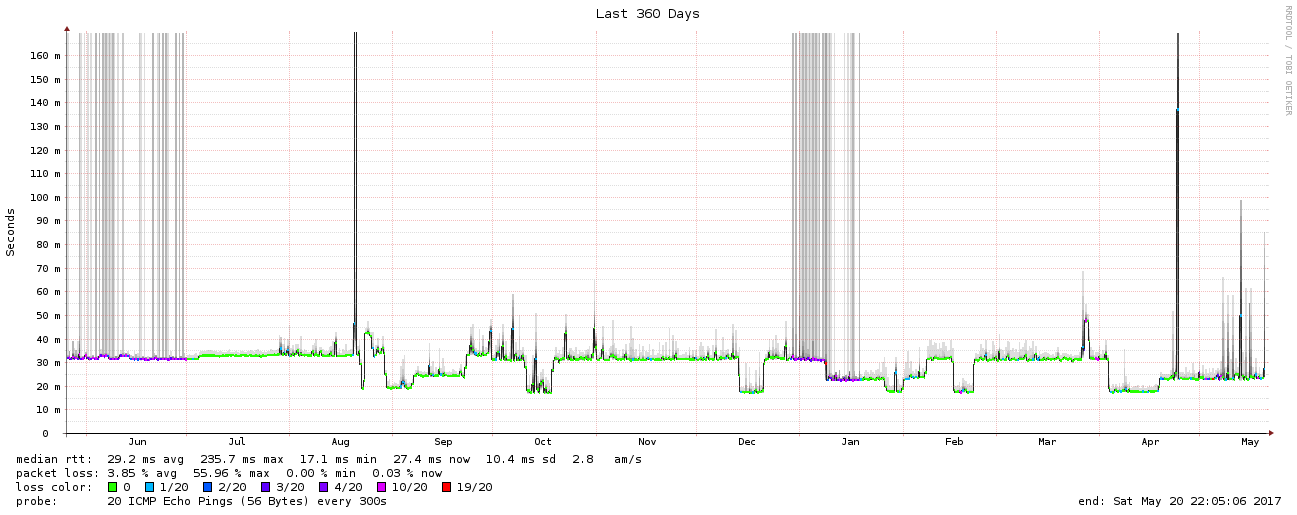 Last 360 Days
RRDTOOL / TOBI OETIKER
Seconds
160 m
150 m
140 m
130 m
120 m
110 m
100 m
90 m
80 m
70 m
60 m
50 m
40 m
30 m
20 m
10 m
0
Jun Jul Aug Sep Oct Nov Dec Jan Feb Mar Apr May
median rtt: 29.2 ms avg 235.7 ms max 17.1 ms min 27.4 ms now 10.4 ms sd 2.8 am/s
packet loss: 3.85 % avg 55.96 % max 0.00 % min 0.03 % now
loss color: 0 1/20 2/20 3/20 4/20 10/20 19/20
probe: 20 ICMP Echo Pings (56 Bytes) every 300s end: Sat May 20 22:05:06 2017